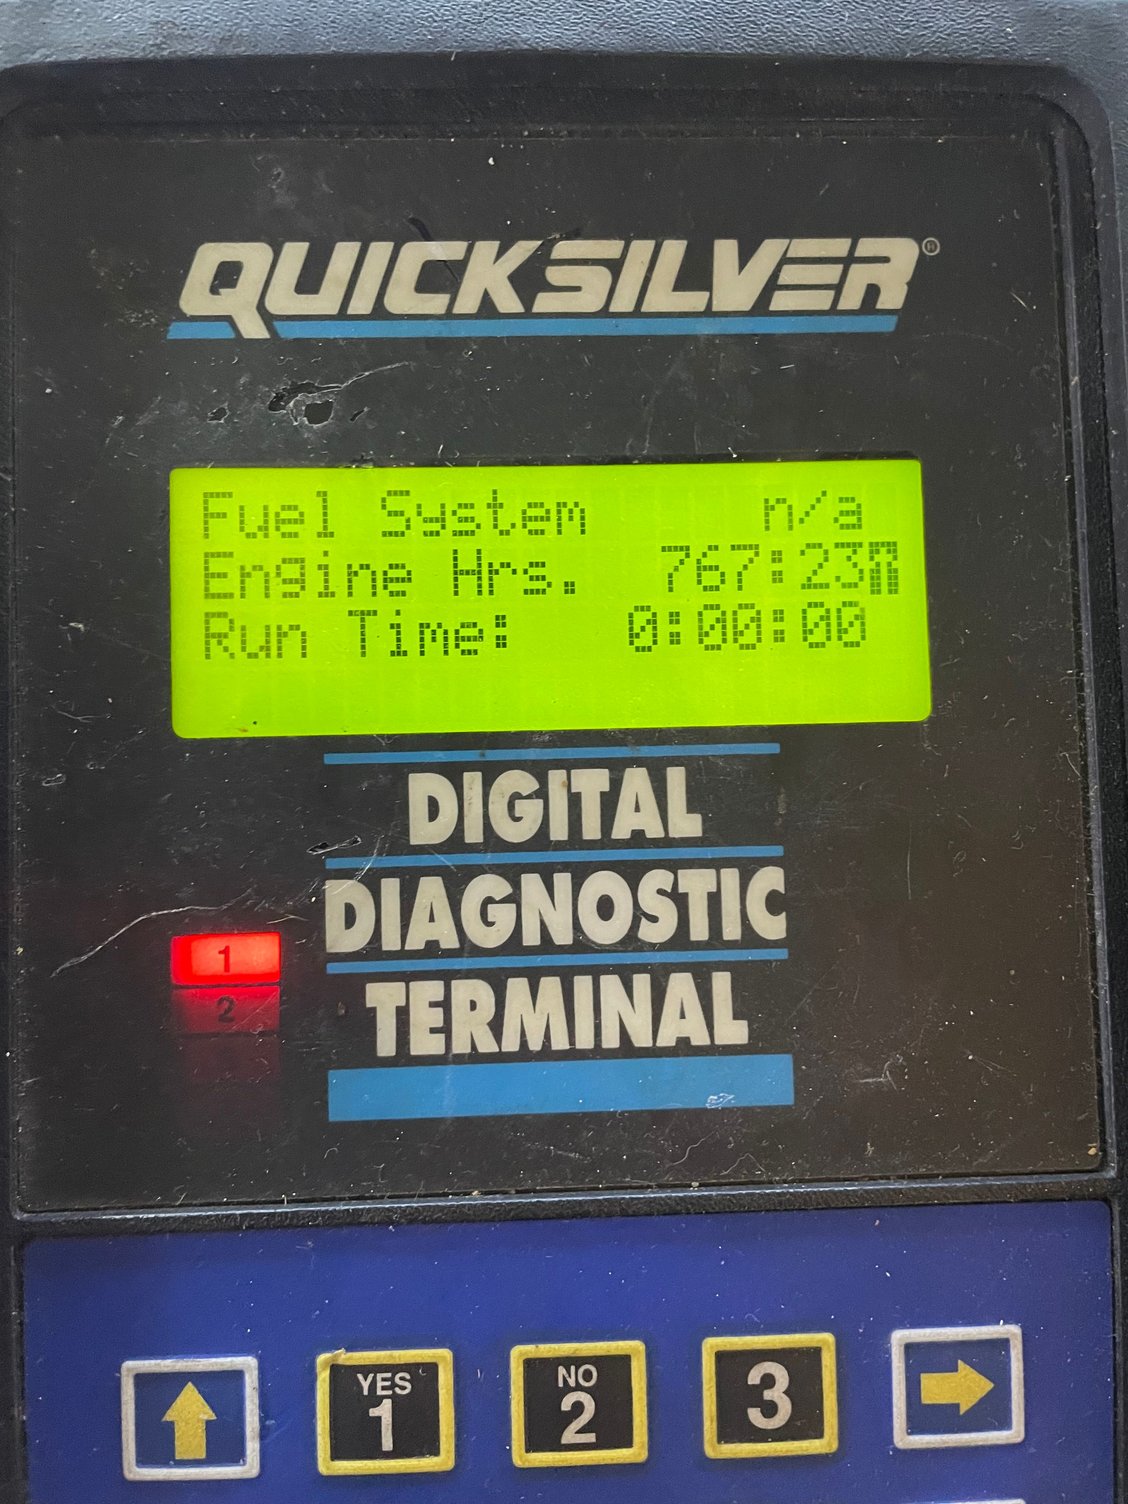 QUICKSILVER®
Fuel System n/a
Engine Hrs. 767:23m
Run Time: 0:00:00
DIGITAL
DIAGNOSTIC
TERMINAL
1
2
YES
1
NO
2
3